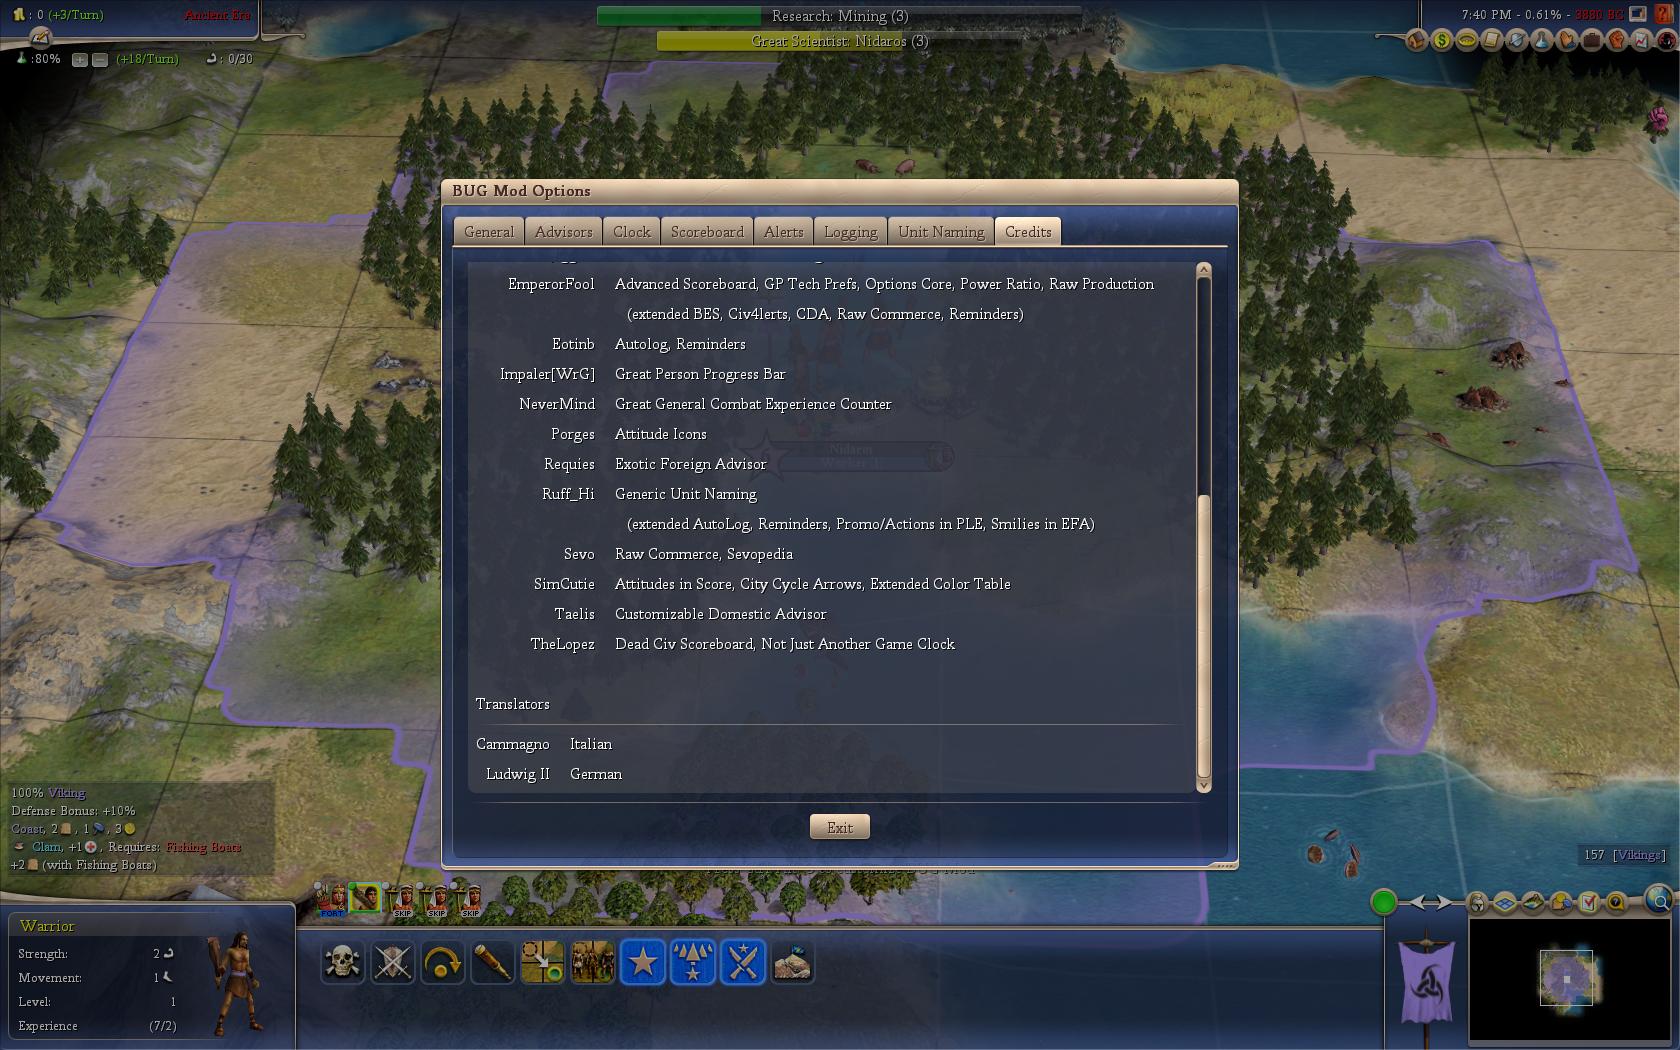 : 0 (+3/Turn)
Ancient Era
Research: Mining (3)
7:40 PM - 0.61% - 3880 BC
Great Scientist: Nidaros (3)
:80%
(+18/Turn)
: 0/30
BUG Mod Options
General
Advisors
Clock
Scoreboard
Alerts
Logging
Unit Naming
Credits
EmperorFool Advanced Scoreboard, GP Tech Prefs, Options Core, Power Ratio, Raw Production
(extended BES, Civ4lerts, CDA, Raw Commerce, Reminders)
Eotinb Autolog, Reminders
Impaler[WrG] Great Person Progress Bar
NeverMind Great General Combat Experience Counter
Porges Attitude Icons
Requies Exotic Foreign Advisor
Ruff_Hi Generic Unit Naming
(extended AutoLog, Reminders, Promo/Actions in PLE, Smilies in EFA)
Sevo Raw Commerce, Sevopedia
SimCutie Attitudes in Score, City Cycle Arrows, Extended Color Table
Taelis Customizable Domestic Advisor
TheLopez Dead Civ Scoreboard, Not Just Another Game Clock
Translators
Cammagno Italian
Ludwig II German
Exit
100% Viking
Defense Bonus: +10%
Coast, 2 , 1 , 3
Clam, +1 , Requires: Fishing Boats
+2 (with Fishing Boats)
157 [Vikings]
FORT
SKIP
SKIP
SKIP
Warrior
Strength: 2
Movement: 1
Level: 1
Experience (7/2)